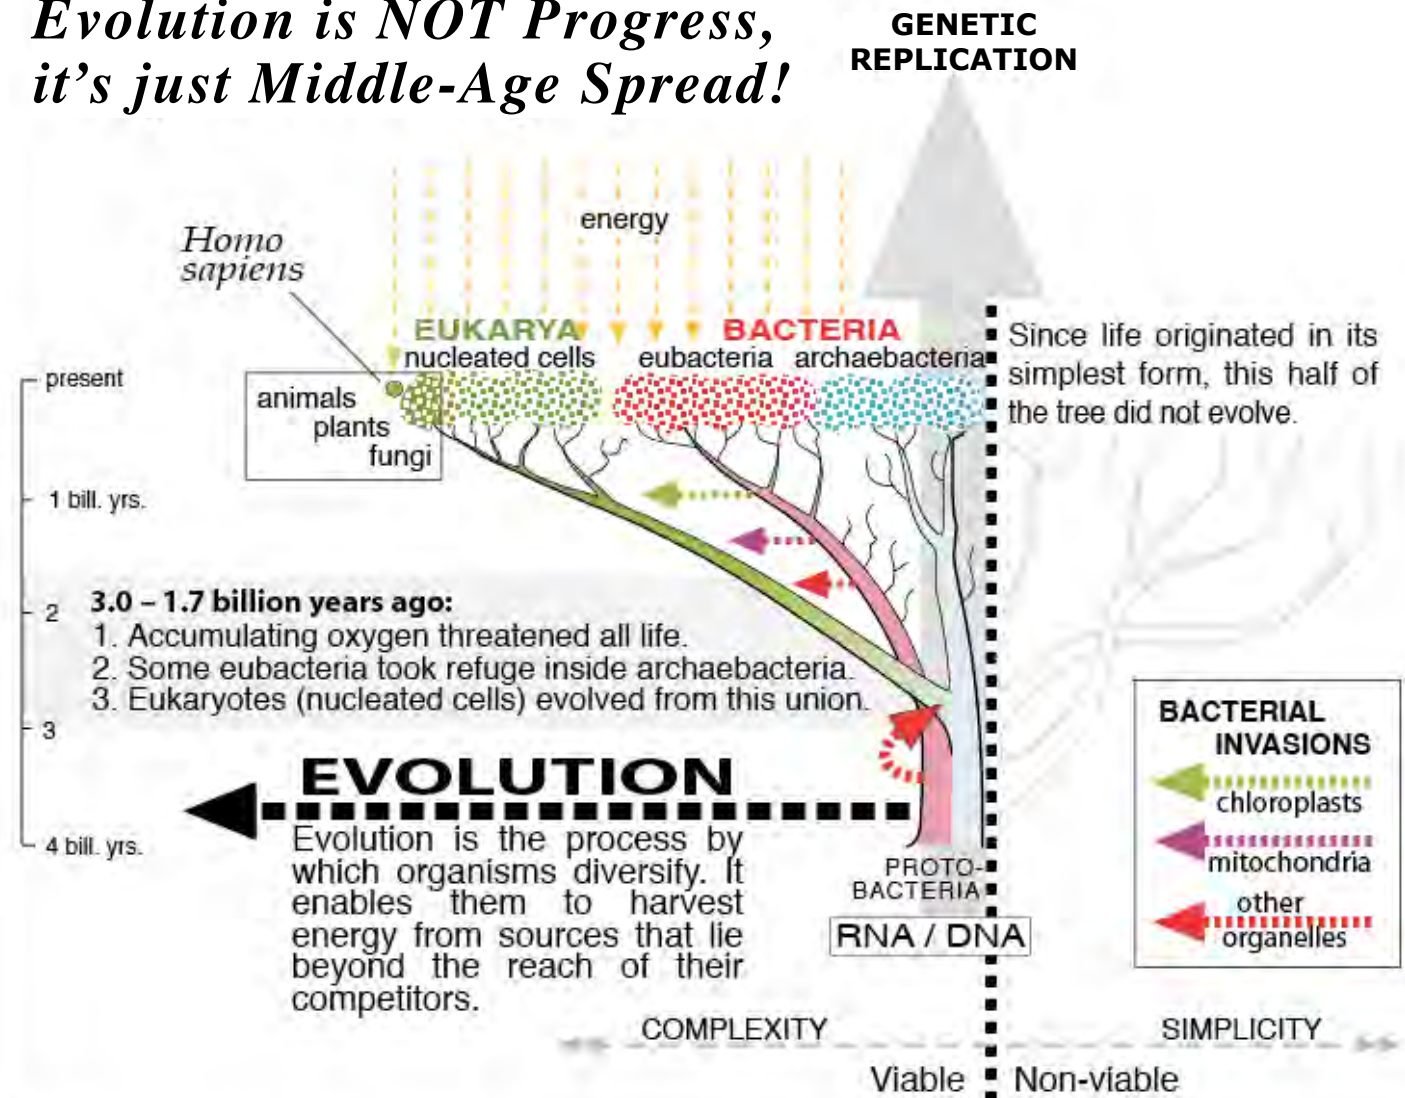 Evolution is NOT Progress,
it's just Middle-Age Spread!
GENETIC
REPLICATION
energy
Homo
sapiens
EUKARYA
nucleated cells
BACTERIA
eubacteria archaebacteria
Since life originated in its
simplest form, this half of
the tree did not evolve.
present
animals
plants
fungi
1 bill. yrs.
2
3.0 – 1.7 billion years ago:
1. Accumulating oxygen threatened all life.
2. Some eubacteria took refuge inside archaebacteria.
3. Eukaryotes (nucleated cells) evolved from this union.
3
4 bill. yrs.
EVOLUTION
Evolution is the process by
which organisms diversify. It
enables them to harvest
energy from sources that lie
beyond the reach of their
competitors.
PROTO-
BACTERIA
RNA / DNA
BACTERIAL
INVASIONS
chloroplasts
mitochondria
other
organelles
COMPLEXITY
SIMPLICITY
Viable
Non-viable